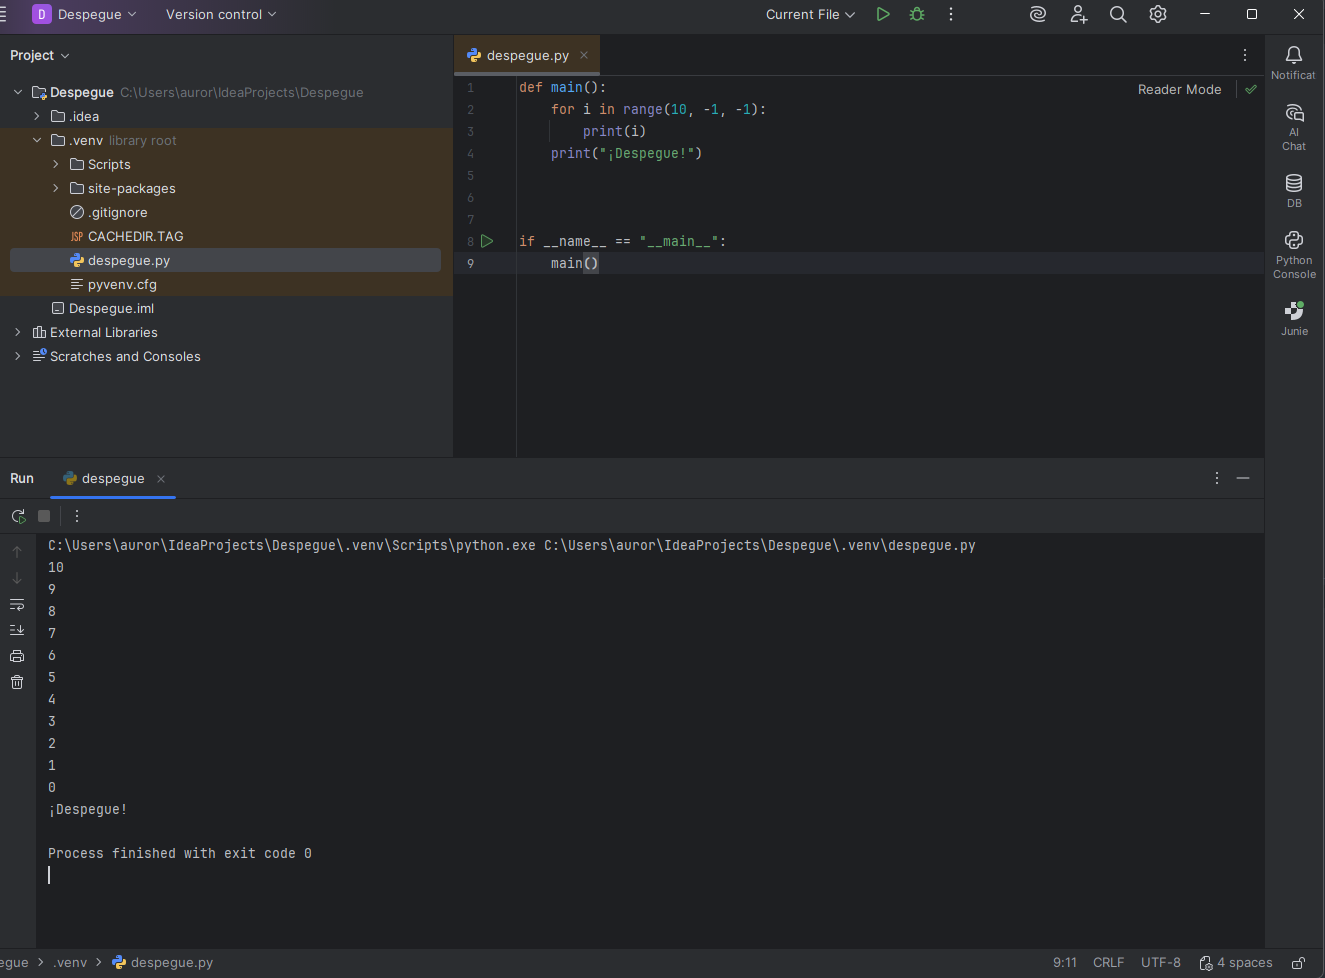 D Despegue Version control Current File
Project
Despegue C:\Users\auror\IdeaProjects\Despegue
.idea
.venv library root
Scripts
site-packages
.gitignore
JSP CACHEDIR.TAG
despegue.py
pyvenv.cfg
Despegue.iml
External Libraries
Scratches and Consoles
despegue.py
Reader Mode
1 def main():
2 for i in range(10, -1, -1):
3 print(i)
4 print("¡Despegue!")
5
6
7
8 if __name__ == "__main__":
9 main()
Notificat
AI
Chat
DB
Python
Console
Junie
Run despegue
C:\Users\auror\IdeaProjects\Despegue\.venv\Scripts\python.exe C:\Users\auror\IdeaProjects\Despegue\.venv\despegue.py
10
9
8
7
6
5
4
3
2
1
0
¡Despegue!
Process finished with exit code 0
egue > .venv > despegue.py 9:11 CRLF UTF-8 4 spaces